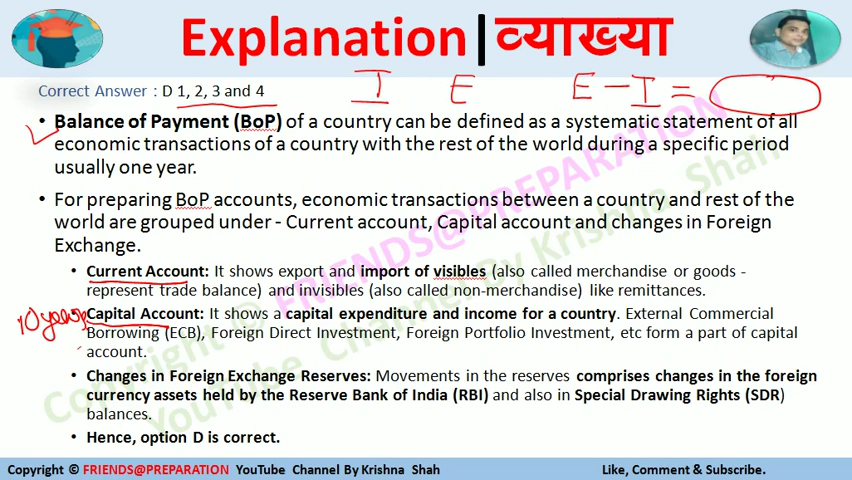 Explanation|व्याख्या
Correct Answer : D 1, 2, 3 and 4
I E E - I =
• Balance of Payment (BoP) of a country can be defined as a systematic statement of all
economic transactions of a country with the rest of the world during a specific period
usually one year.
• For preparing BoP accounts, economic transactions between a country and rest of the
world are grouped under - Current account, Capital account and changes in Foreign
Exchange.
• Current Account: It shows export and import of visibles (also called merchandise or goods -
represent trade balance) and invisibles (also called non-merchandise) like remittances.
10 years
• Capital Account: It shows a capital expenditure and income for a country. External Commercial
Borrowing (ECB), Foreign Direct Investment, Foreign Portfolio Investment, etc form a part of capital
account.
• Changes in Foreign Exchange Reserves: Movements in the reserves comprises changes in the foreign
currency assets held by the Reserve Bank of India (RBI) and also in Special Drawing Rights (SDR)
balances.
• Hence, option D is correct.
Copyright © FRIENDS@PREPARATION
YouTube Channel By Krishna Shah
Copyright © FRIENDS@PREPARATION YouTube Channel By Krishna Shah Like, Comment & Subscribe.